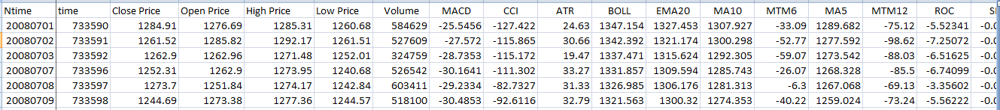 Ntime time Close Price Open Price High Price Low Price Volume MACD CCI ATR BOLL EMA20 MA10 MTM6 MA5 MTM12 ROC
20080701 733590 1284.91 1276.69 1285.31 1260.68 584629 -25.5456 -127.422 24.63 1347.154 1327.453 1307.927 -33.09 1289.682 -75.12 -5.52341
20080702 733591 1261.52 1285.82 1292.17 1261.51 527609 -27.572 -115.865 30.66 1342.392 1321.174 1300.298 -52.77 1277.592 -98.62 -7.25072
20080703 733592 1262.9 1262.96 1271.48 1252.01 324759 -28.7353 -115.172 19.47 1337.471 1315.624 1292.305 -59.07 1273.542 -88.03 -6.51625
20080707 733596 1252.31 1262.9 1273.95 1240.68 526542 -30.1641 -111.302 33.27 1331.857 1309.594 1285.743 -26.07 1268.328 -85.5 -6.74099
20080708 733597 1273.7 1251.84 1274.17 1242.84 603411 -29.2334 -82.7327 31.33 1326.985 1306.176 1281.313 -6.3 1267.068 -69.13 -3.35602
20080709 733598 1244.69 1273.38 1277.36 1244.57 518100 -30.4853 -92.6116 32.79 1321.563 1300.32 1274.353 -40.22 1259.024 -73.24 -5.56222